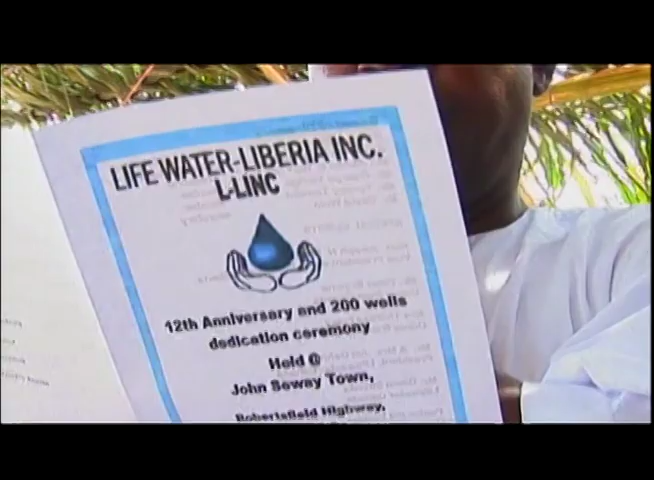 LIFE WATER-LIBERIA INC.
L-LINC
12th Anniversary and 200 wells
dedication ceremony
Held @
John Seway Town,
Robertsfield Highway,